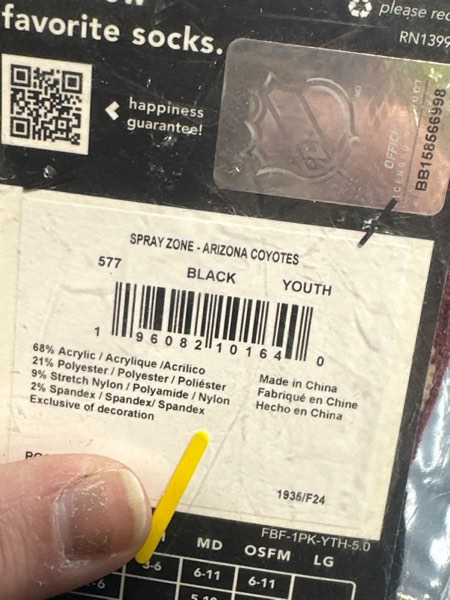 favorite socks.
please rec
RN1399
happiness
guarantee!
OFFICI
BB158566998
SPRAY ZONE - ARIZONA COYOTES
577 BLACK YOUTH
1 96082 10164 0
68% Acrylic / Acrylique /Acrilico
21% Polyester / Polyester / Poliéster
9% Stretch Nylon / Polyamide / Nylon
2% Spandex / Spandex/ Spandex
Exclusive of decoration
Made in China
Fabriqué en Chine
Hecho en China
1935/F24
FBF-1PK-YTH-5.0
MD OSFM LG
3-6 6-11 6-11